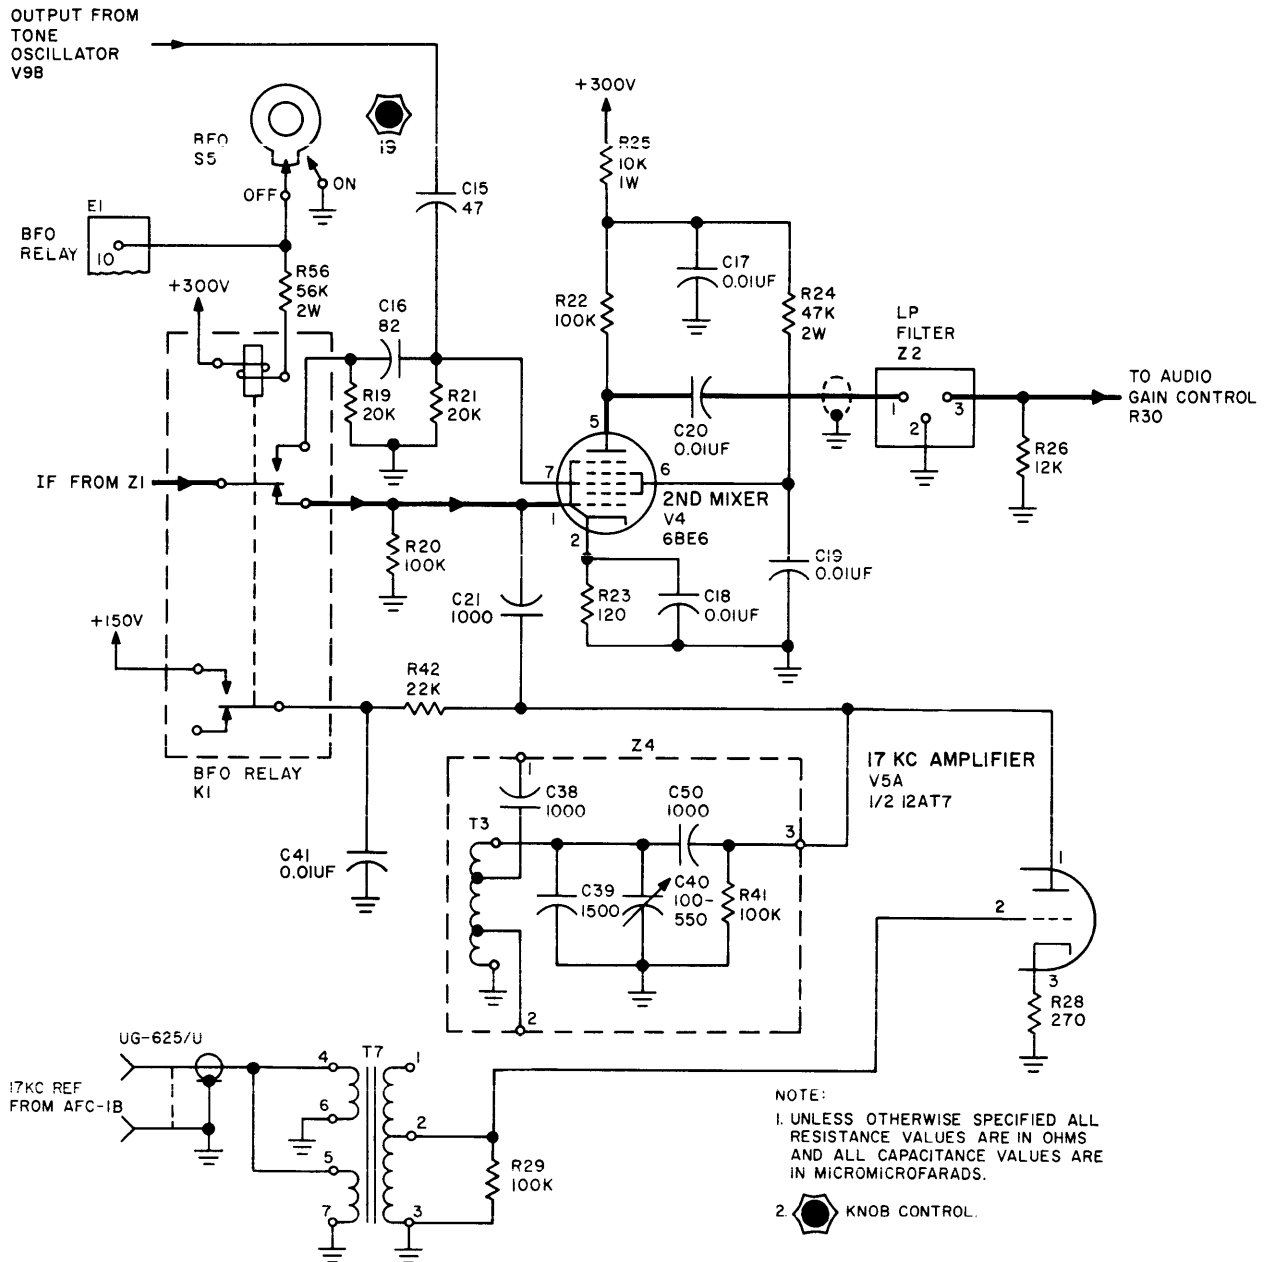 OUTPUT FROM
TONE
OSCILLATOR
V9B
BFO
S5
19
OFF
ON
E1
BFO
RELAY
10
+300V
R56
56K
2W
C15
47
C16
82
R19
20K
R21
20K
IF FROM Z1
R20
100K
+150V
BFO RELAY
K1
+300V
R25
10K
1W
R22
100K
C17
0.01UF
R24
47K
2W
C20
0.01UF
LP
FILTER
Z2
1
2
3
TO AUDIO
GAIN CONTROL
R30
R26
12K
5
7
6
1
2
2ND MIXER
V4
6BE6
R23
120
C18
0.01UF
C19
0.01UF
C21
1000
R42
22K
C41
0.01UF
Z4
1
C38
1000
C50
1000
T3
3
C39
1500
C40
100-
550
R41
100K
2
17 KC AMPLIFIER
V5A
1/2 12AT7
1
2
3
R28
270
UG-625/U
17KC REF
FROM AFC-1B
T7
4
6
5
7
1
2
3
R29
100K
NOTE:
1. UNLESS OTHERWISE SPECIFIED ALL
RESISTANCE VALUES ARE IN OHMS
AND ALL CAPACITANCE VALUES ARE
IN MICROMICROFARADS.
2. KNOB CONTROL.